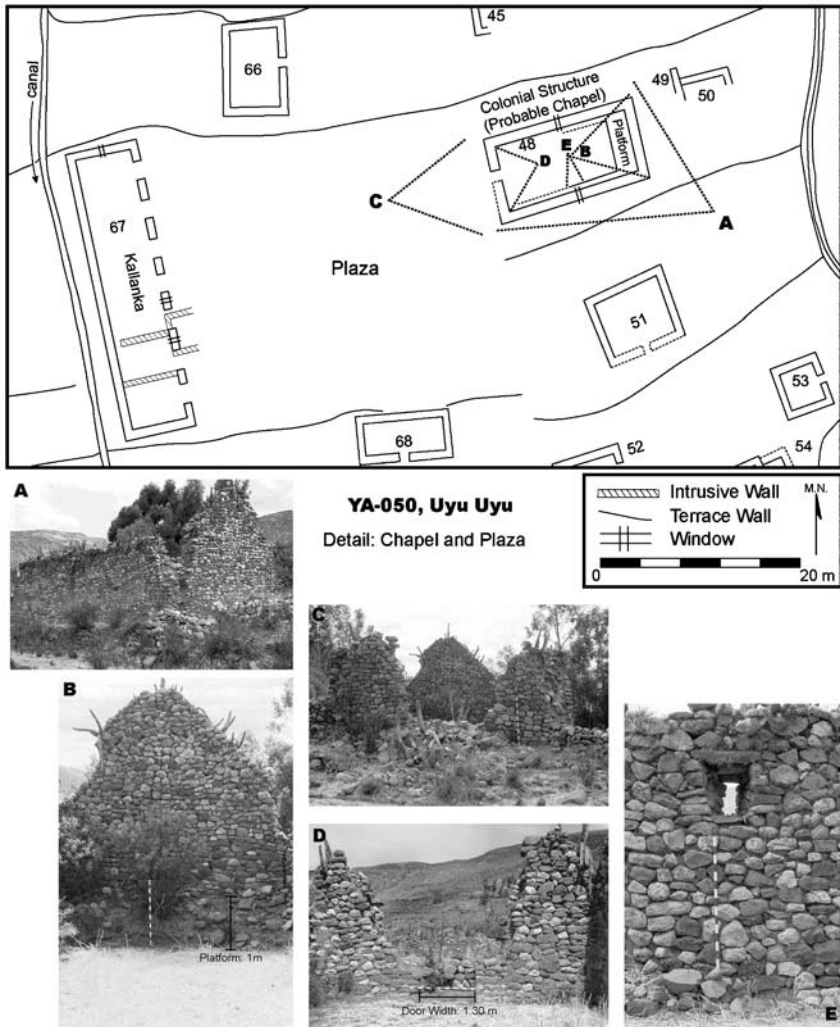 canal
66
45
49
50
Colonial Structure
(Probable Chapel)
48
E
B
D
Platform
C
A
67
Kallanka
Plaza
51
53
68
52
54
A
YA-050, Uyu Uyu
Detail: Chapel and Plaza
Intrusive Wall
Terrace Wall
Window
M.N.
0
20 m
B
Platform: 1m
C
D
Door Width: 1.30 m
E